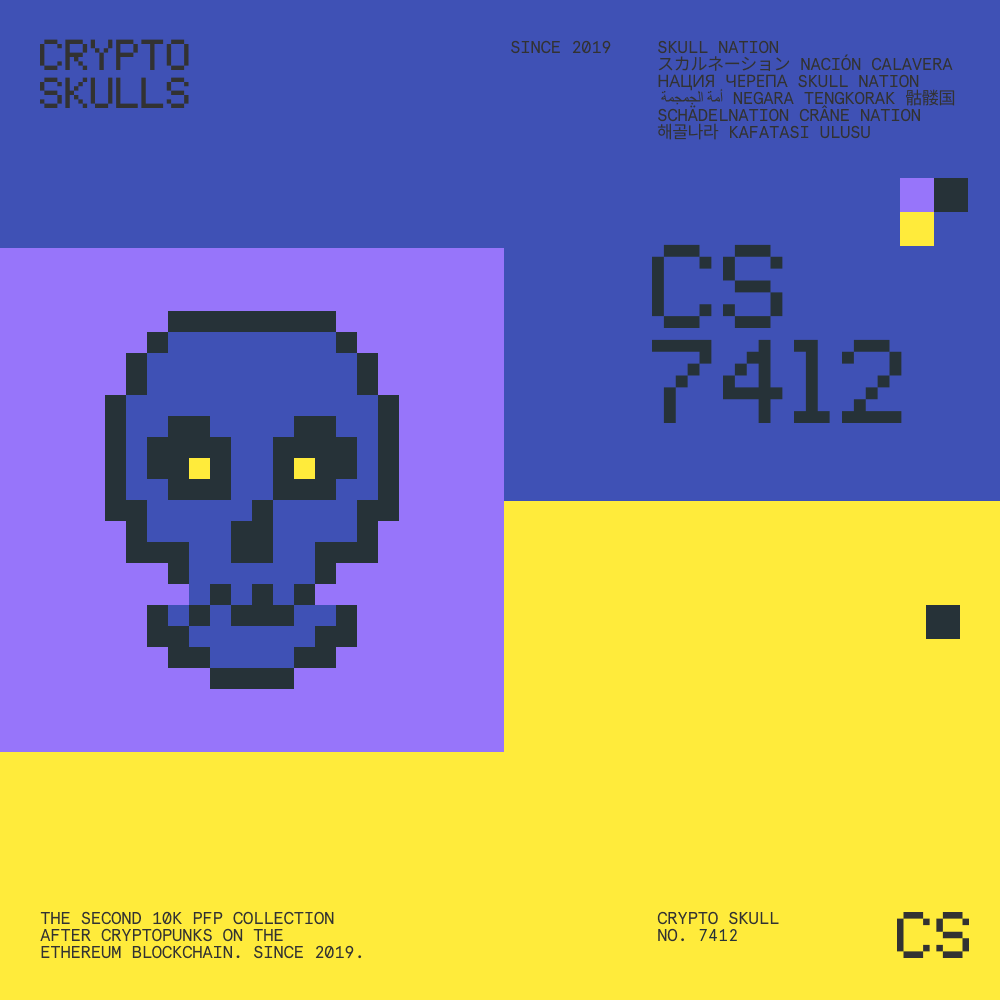 CRYPTO
SKULLS
SINCE 2019
SKULL NATION
スカルネーション NACIÓN CALAVERA
НАЦИЯ ЧЕРЕПА SKULL NATION
أمة الجمجمة NEGARA TENGKORAK 骷髅国
SCHÄDELNATION CRÂNE NATION
해골나라 KAFATASI ULUSU
CS
7412
THE SECOND 10K PFP COLLECTION
AFTER CRYPTOPUNKS ON THE
ETHEREUM BLOCKCHAIN. SINCE 2019.
CRYPTO SKULL
NO. 7412
CS